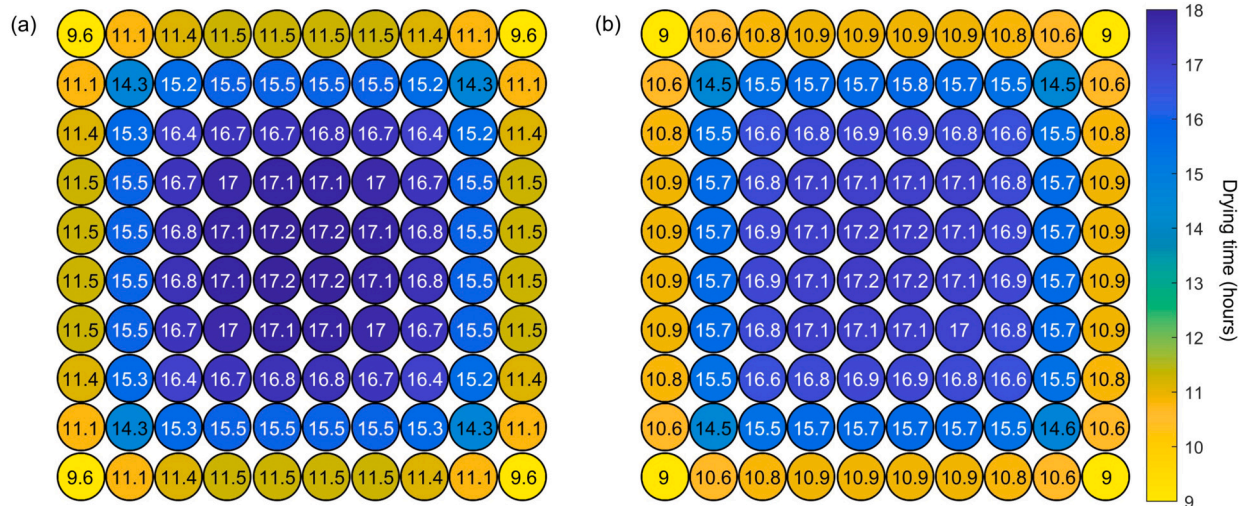 (a) 9.6 11.1 11.4 11.5 11.5 11.5 11.5 11.4 11.1 9.6
11.1 14.3 15.2 15.5 15.5 15.5 15.5 15.2 14.3 11.1
11.4 15.3 16.4 16.7 16.7 16.8 16.7 16.4 15.2 11.4
11.5 15.5 16.7 17 17.1 17.1 17 16.7 15.5 11.5
11.5 15.5 16.8 17.1 17.2 17.2 17.1 16.8 15.5 11.5
11.5 15.5 16.8 17.1 17.2 17.2 17.1 16.8 15.5 11.5
11.5 15.5 16.7 17 17.1 17.1 17 16.7 15.5 11.5
11.4 15.3 16.4 16.7 16.8 16.8 16.7 16.4 15.2 11.4
11.1 14.3 15.3 15.5 15.5 15.5 15.5 15.3 14.3 11.1
9.6 11.1 11.4 11.5 11.5 11.5 11.5 11.4 11.1 9.6
(b) 9 10.6 10.8 10.9 10.9 10.9 10.9 10.8 10.6 9
10.6 14.5 15.5 15.7 15.7 15.8 15.7 15.5 14.5 10.6
10.8 15.5 16.6 16.8 16.9 16.9 16.8 16.6 15.5 10.8
10.9 15.7 16.8 17.1 17.1 17.1 17.1 16.8 15.7 10.9
10.9 15.7 16.9 17.1 17.2 17.2 17.1 16.9 15.7 10.9
10.9 15.7 16.9 17.1 17.2 17.2 17.1 16.9 15.7 10.9
10.9 15.7 16.8 17.1 17.1 17.1 17 16.8 15.7 10.9
10.8 15.5 16.6 16.8 16.9 16.9 16.8 16.6 15.5 10.8
10.6 14.5 15.5 15.7 15.7 15.7 15.7 15.5 14.6 10.6
9 10.6 10.8 10.9 10.9 10.9 10.9 10.8 10.6 9
18
17
16
15
14
13
12
11
10
9
Drying time (hours)